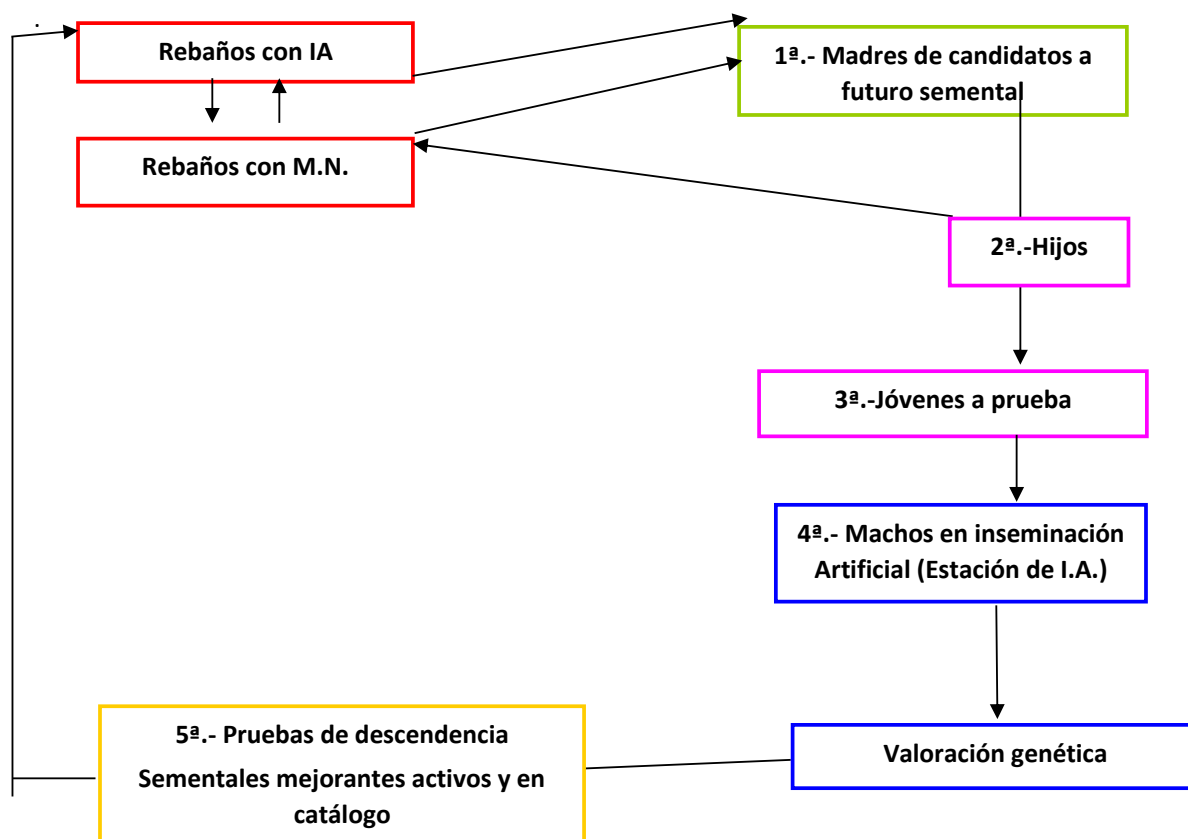 Rebaños con IA
1ª.- Madres de candidatos a
futuro semental
Rebaños con M.N.
2ª.-Hijos
3ª.-Jóvenes a prueba
4ª.- Machos en inseminación
Artificial (Estación de I.A.)
Valoración genética
5ª.- Pruebas de descendencia
Sementales mejorantes activos y en
catálogo